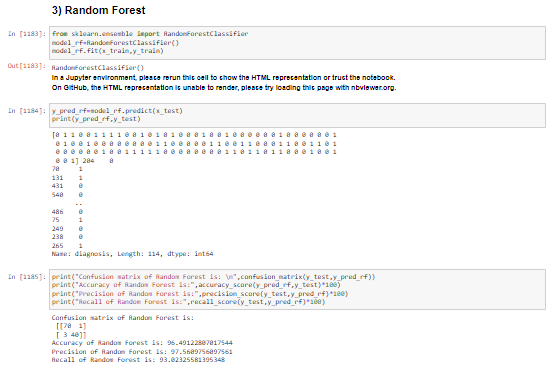 3) Random Forest
In [1183]: from sklearn.ensemble import RandomForestClassifier
model_rf=RandomForestClassifier()
model_rf.fit(x_train,y_train)
Out[1183]: RandomForestClassifier()
In a Jupyter environment, please rerun this cell to show the HTML representation or trust the notebook.
On GitHub, the HTML representation is unable to render, please try loading this page with nbviewer.org.
In [1184]: y_pred_rf=model_rf.predict(x_test)
print(y_pred_rf,y_test)
[0 1 1 0 0 1 1 1 1 0 0 1 0 1 0 1 0 0 0 1 0 0 1 0 0 0 0 0 0 1 0 0 0 0 0 0 1
0 1 0 0 1 0 0 0 0 0 0 0 0 1 1 0 0 0 0 0 1 1 0 0 1 1 0 0 0 1 1 0 0 1 1 0 1
0 0 0 0 0 0 1 0 0 1 1 1 1 1 0 0 0 0 0 0 0 0 1 1 0 1 1 0 1 1 0 0 0 1 0 0 1
0 0 1] 204 0
70 1
131 1
431 0
540 0
..
486 0
75 1
249 0
238 0
265 1
Name: diagnosis, Length: 114, dtype: int64
In [1185]: print("Confusion matrix of Random Forest is: \n",confusion_matrix(y_test,y_pred_rf))
print("Accuracy of Random Forest is:",accuracy_score(y_pred_rf,y_test)*100)
print("Precision of Random Forest is:",precision_score(y_test,y_pred_rf)*100)
print("Recall of Random Forest is:",recall_score(y_test,y_pred_rf)*100)
Confusion matrix of Random Forest is:
[[70 1]
[ 3 40]]
Accuracy of Random Forest is: 96.49122807017544
Precision of Random Forest is: 97.5609756097561
Recall of Random Forest is: 93.02325581395348